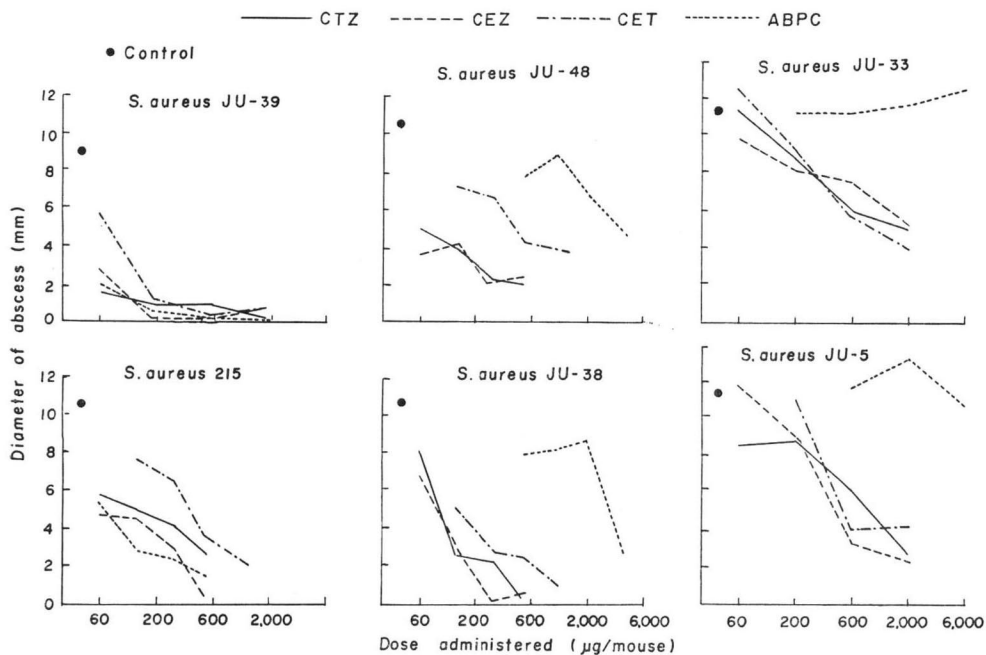 CTZ CEZ CET ABPC
Control
S. aureus JU-39
S. aureus JU-48
S. aureus JU-33
12
10
8
6
4
2
0
S. aureus 215
S. aureus JU-38
S. aureus JU-5
12
10
8
6
4
2
0
Diameter of abscess (mm)
60 200 600 2,000
60 200 600 2,000 6,000
60 200 600 2,000 6,000
Dose administered (µg/mouse)